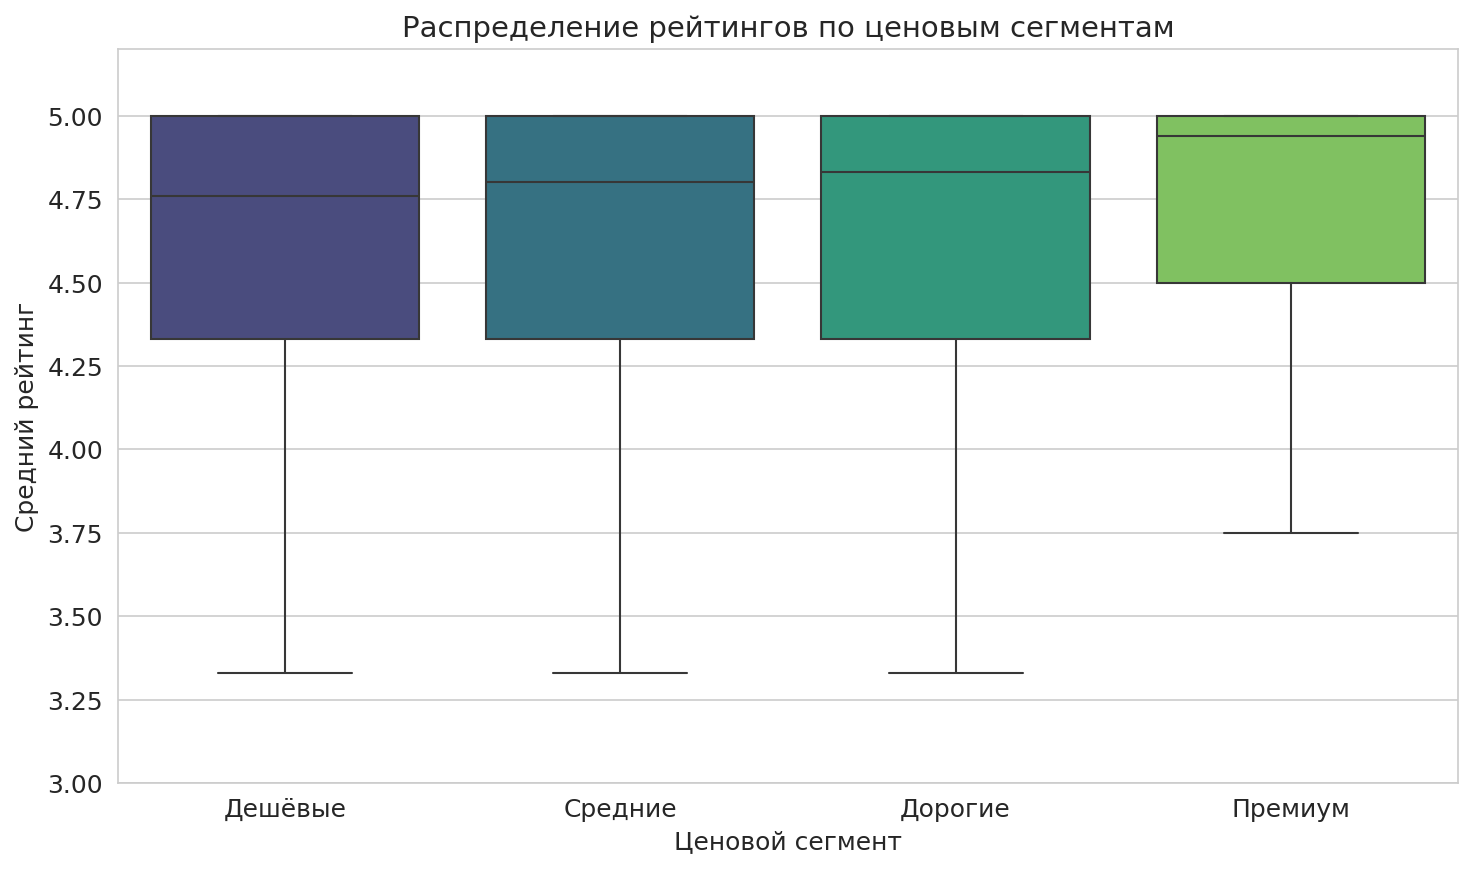 Распределение рейтингов по ценовым сегментам
5.00
4.75
4.50
4.25
4.00
3.75
3.50
3.25
3.00
Средний рейтинг
Дешёвые
Средние
Дорогие
Премиум
Ценовой сегмент